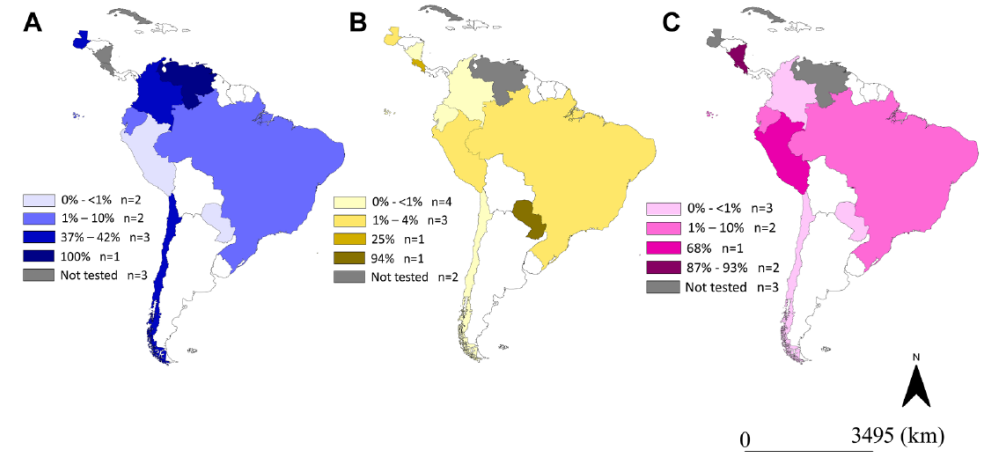 A
B
C
0% - <1% n=2
1% – 10% n=2
37% – 42% n=3
100% n=1
Not tested n=3
0% - <1% n=4
1% – 4% n=3
25% n=1
94% n=1
Not tested n=2
0% - <1% n=3
1% - 10% n=2
68% n=1
87% - 93% n=2
Not tested n=3
N
0 3495 (km)